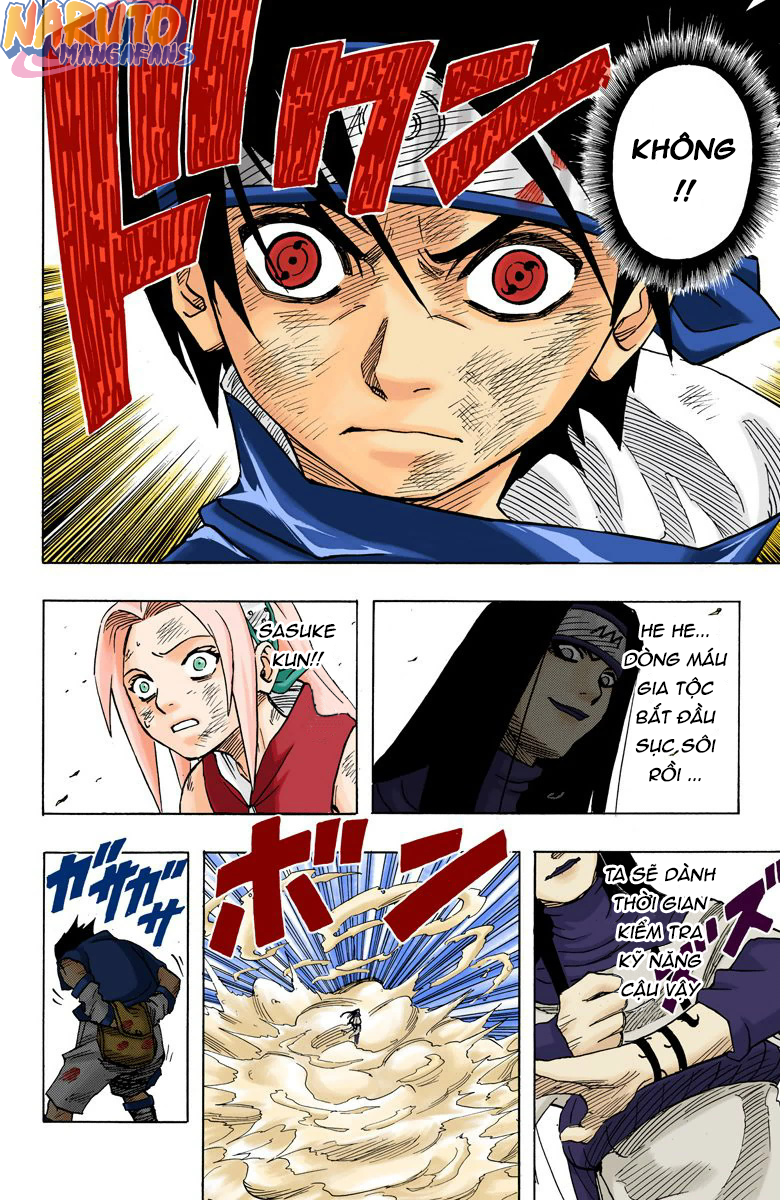 NARUTO
MANGAFANS
ドクン
KHÔNG
!!
HE HE...
DÒNG MÁU
GIA TỘC
BẮT ĐẦU
SỤC SÔI
RỒI ...
SASUKE
KUN!!
TA SẼ DÀNH
THỜI GIAN
KIỂM TRA
KỸ NĂNG
CẬU VẬY
ズズ
ボン
ガサガサ